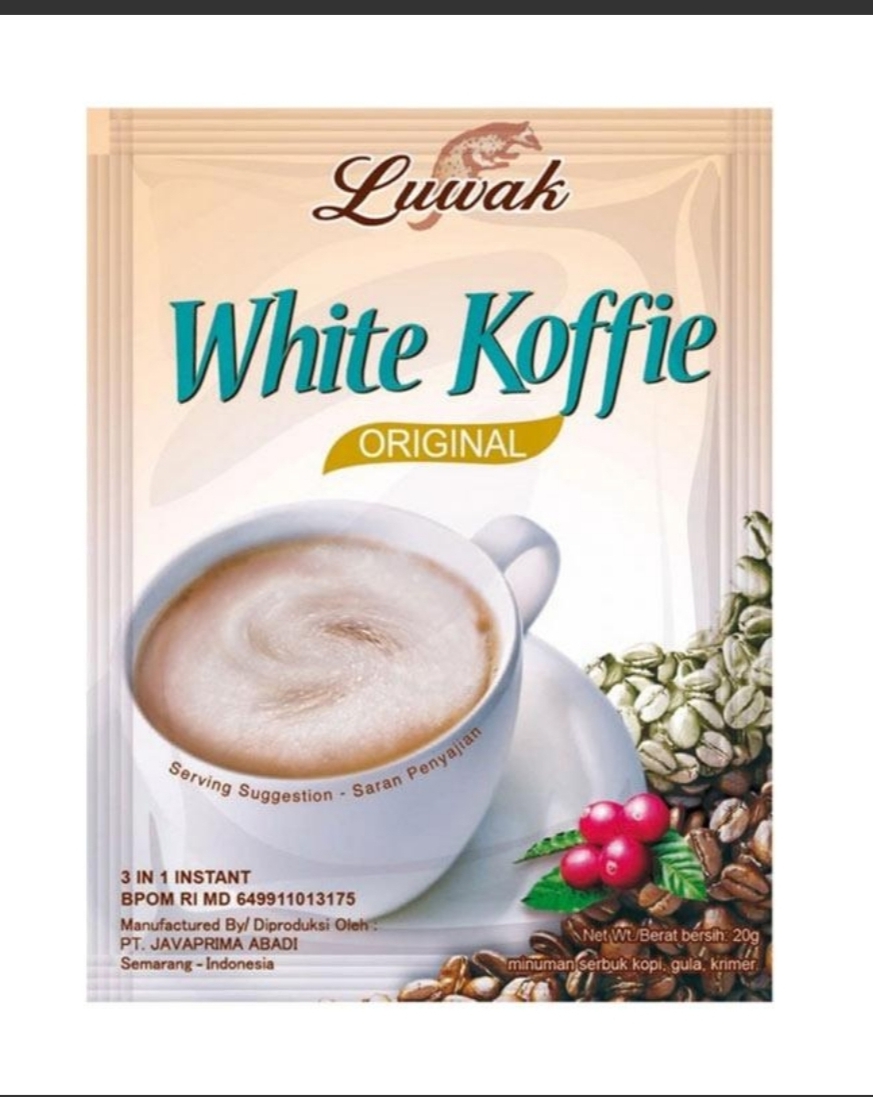 Luwak
White Koffie
ORIGINAL
Serving Suggestion - Saran Penyajian
3 IN 1 INSTANT
BPOM RI MD 649911013175
Manufactured By/ Diproduksi Oleh :
PT. JAVAPRIMA ABADI
Semarang - Indonesia
Net Wt./Berat bersih: 20g
minuman serbuk kopi, gula, krimer.